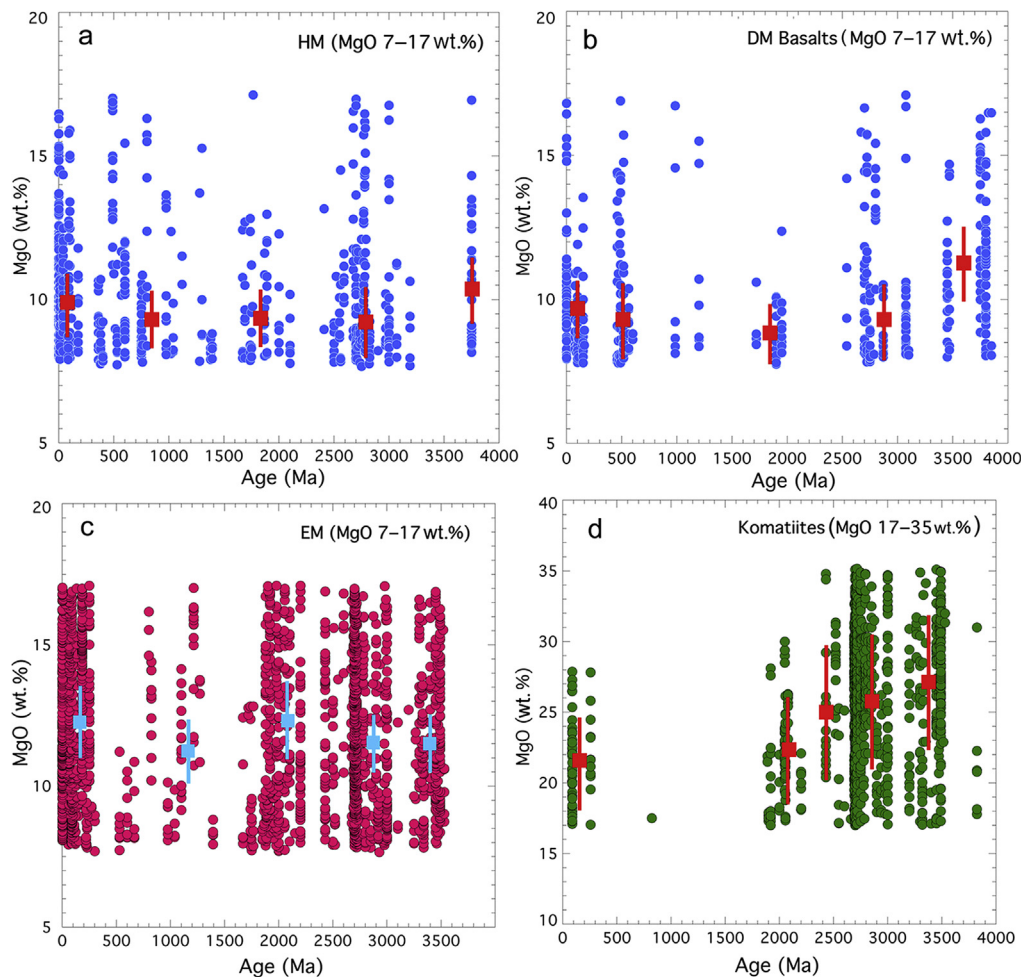 a
HM (MgO 7–17 wt.%)
20
15
10
5
MgO (wt.%)
0 500 1000 1500 2000 2500 3000 3500 4000
Age (Ma)
b
DM Basalts (MgO 7–17 wt.%)
20
15
10
5
MgO (wt.%)
0 500 1000 1500 2000 2500 3000 3500 4000
Age (Ma)
c
EM (MgO 7–17 wt.%)
20
15
10
5
MgO (wt.%)
0 500 1000 1500 2000 2500 3000 3500
Age (Ma)
d
Komatiites (MgO 17–35 wt.%)
40
35
30
25
20
15
10
MgO (wt.%)
0 500 1000 1500 2000 2500 3000 3500 4000
Age (Ma)